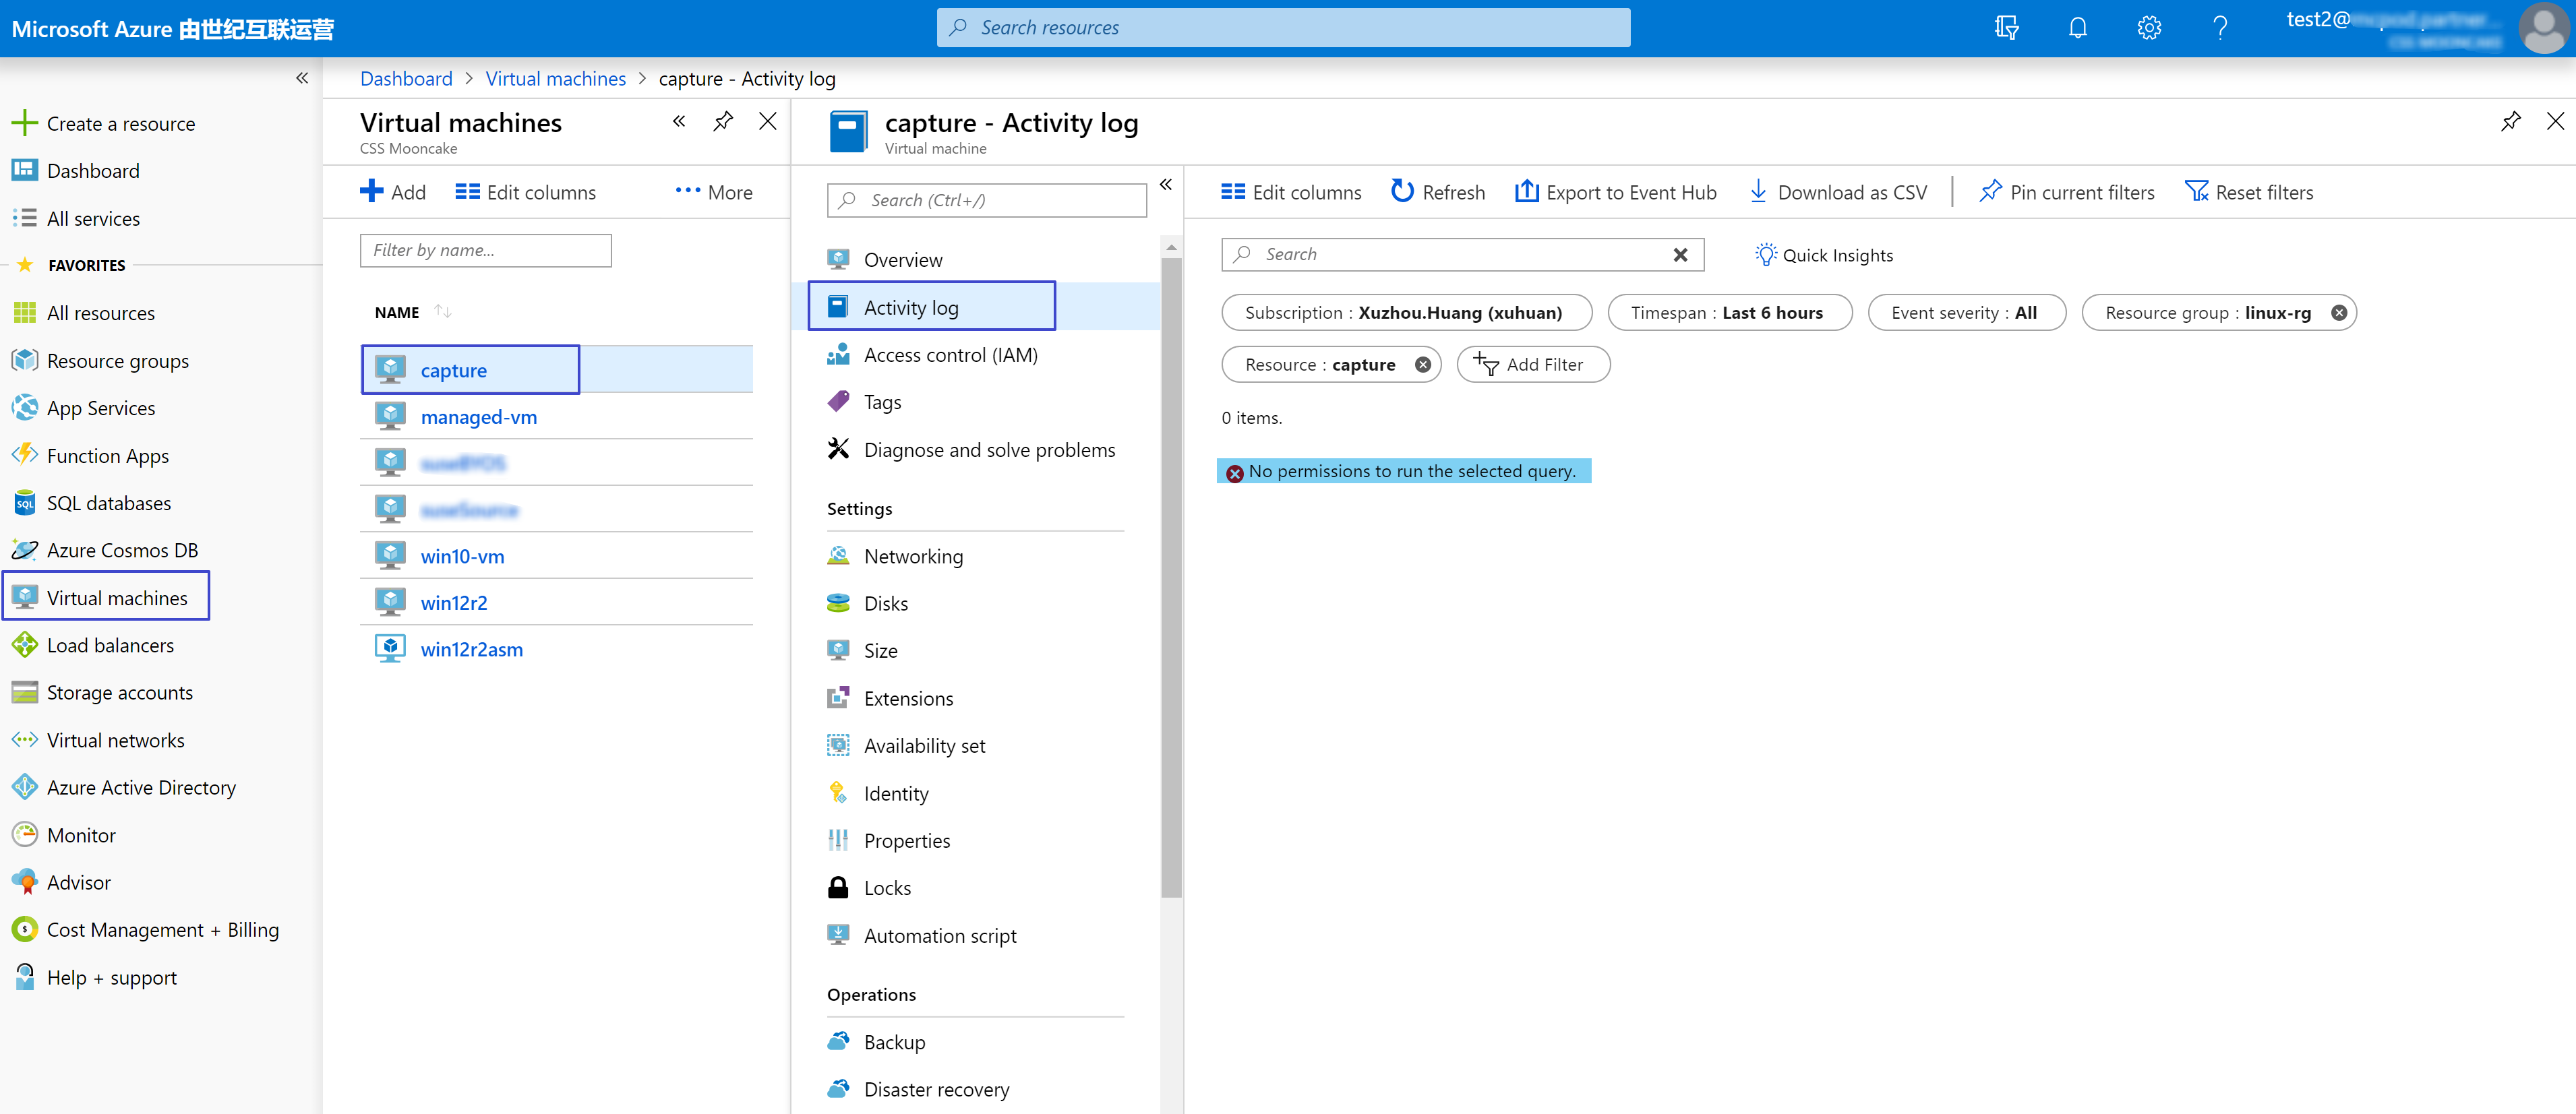 Microsoft Azure 由世纪互联运营
Search resources
test2@
Create a resource
Dashboard
All services
FAVORITES
All resources
Resource groups
App Services
Function Apps
SQL databases
Azure Cosmos DB
Virtual machines
Load balancers
Storage accounts
Virtual networks
Azure Active Directory
Monitor
Advisor
Cost Management + Billing
Help + support
Dashboard > Virtual machines > capture - Activity log
Virtual machines
CSS Mooncake
Add
Edit columns
More
Filter by name...
NAME
capture
managed-vm
win10-vm
win12r2
win12r2asm
capture - Activity log
Virtual machine
Search (Ctrl+/)
Overview
Activity log
Access control (IAM)
Tags
Diagnose and solve problems
Settings
Networking
Disks
Size
Extensions
Availability set
Identity
Properties
Locks
Automation script
Operations
Backup
Disaster recovery
Edit columns
Refresh
Export to Event Hub
Download as CSV
Pin current filters
Reset filters
Search
Quick Insights
Subscription : Xuzhou.Huang (xuhuan)
Timespan : Last 6 hours
Event severity : All
Resource group : linux-rg
Resource : capture
Add Filter
0 items.
No permissions to run the selected query.